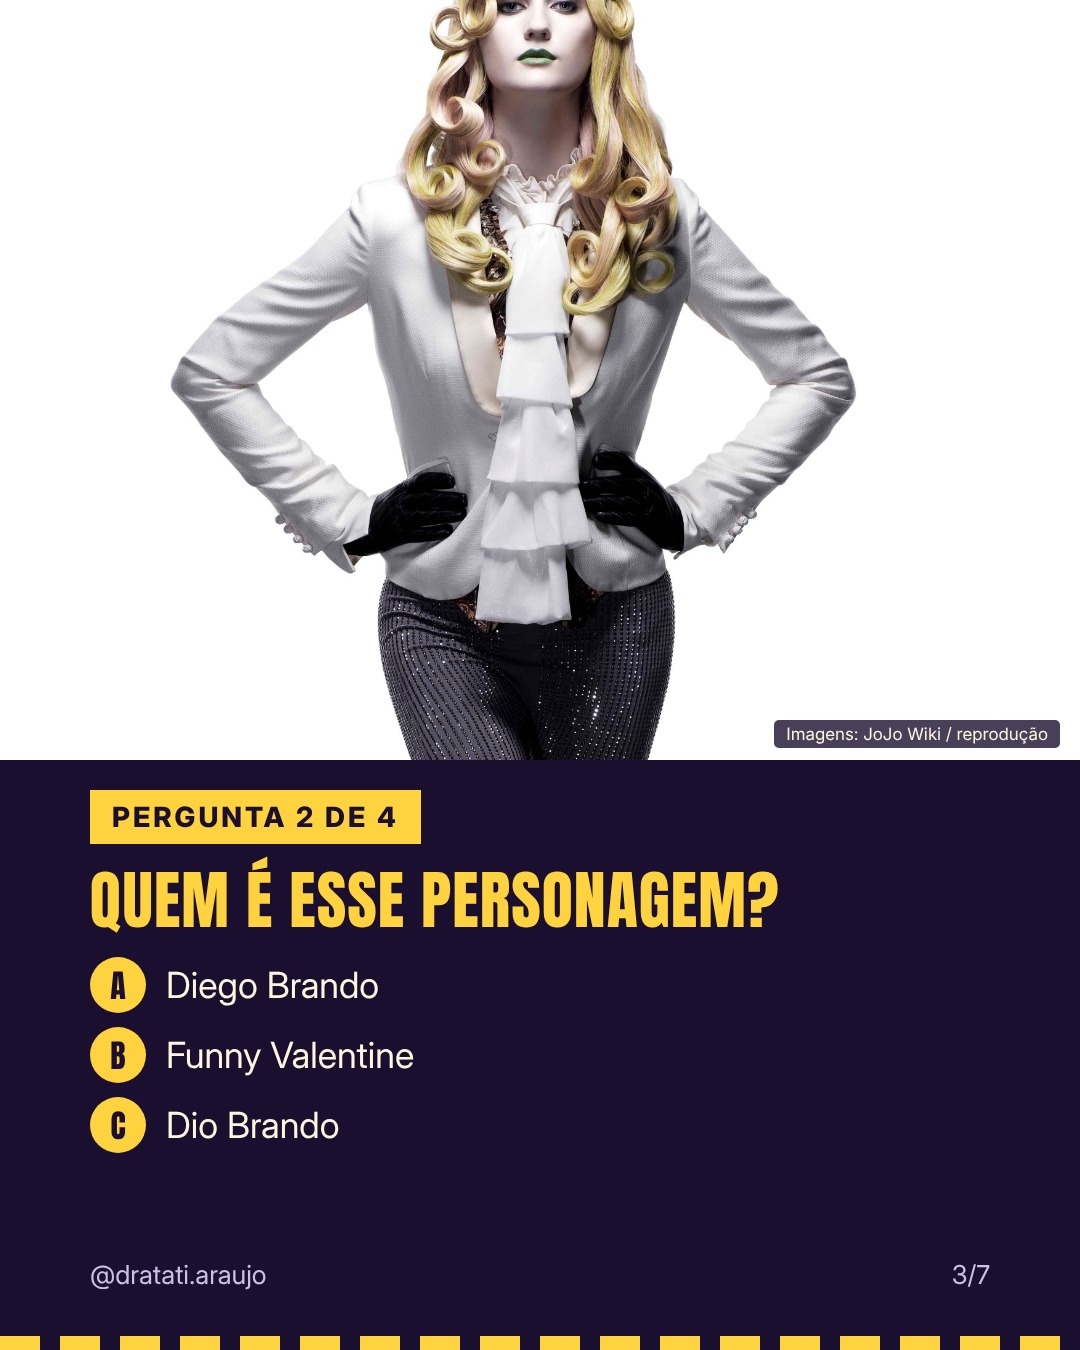 Imagens: JoJo Wiki / reprodução
PERGUNTA 2 DE 4
QUEM É ESSE PERSONAGEM?
A Diego Brando
B Funny Valentine
C Dio Brando
@dratati.araujo 3/7